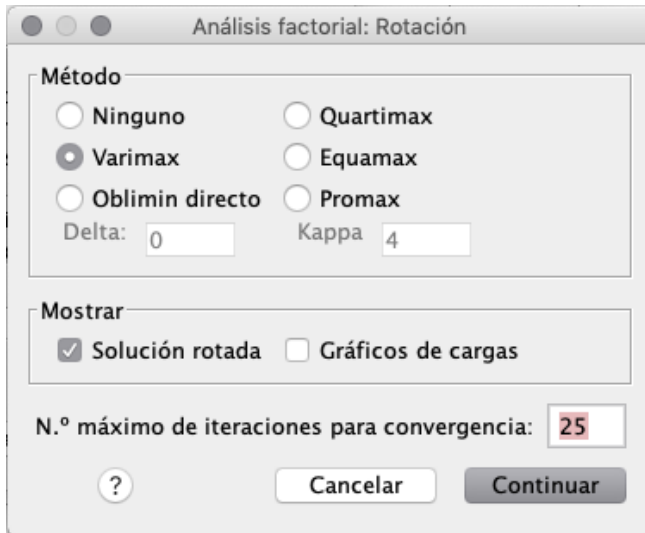 Análisis factorial: Rotación
Método
Ninguno Quartimax
Varimax Equamax
Oblimin directo Promax
Delta: 0 Kappa 4
Mostrar
Solución rotada Gráficos de cargas
N.º máximo de iteraciones para convergencia: 25
? Cancelar Continuar